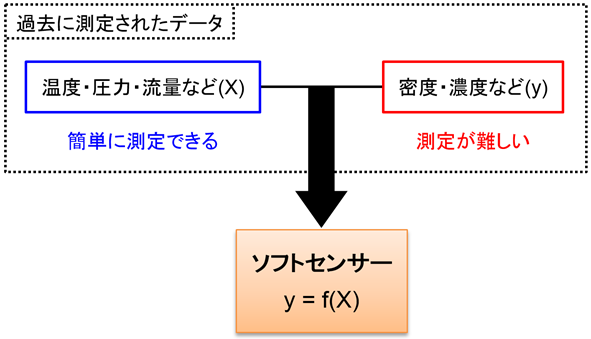 過去に測定されたデータ
温度・圧力・流量など(X)
密度・濃度など(y)
簡単に測定できる
測定が難しい
ソフトセンサー
y = f(X)